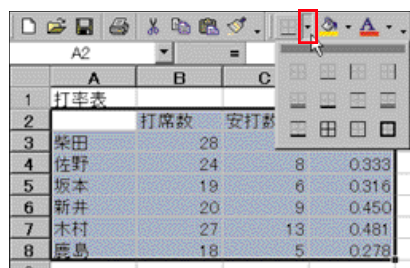 A2 =
A B C
1 打率表
2 打席数 安打数
3 柴田 28
4 佐野 24 8 0.333
5 坂本 19 6 0.316
6 新井 20 9 0.450
7 木村 27 13 0.481
8 鹿島 18 5 0.278